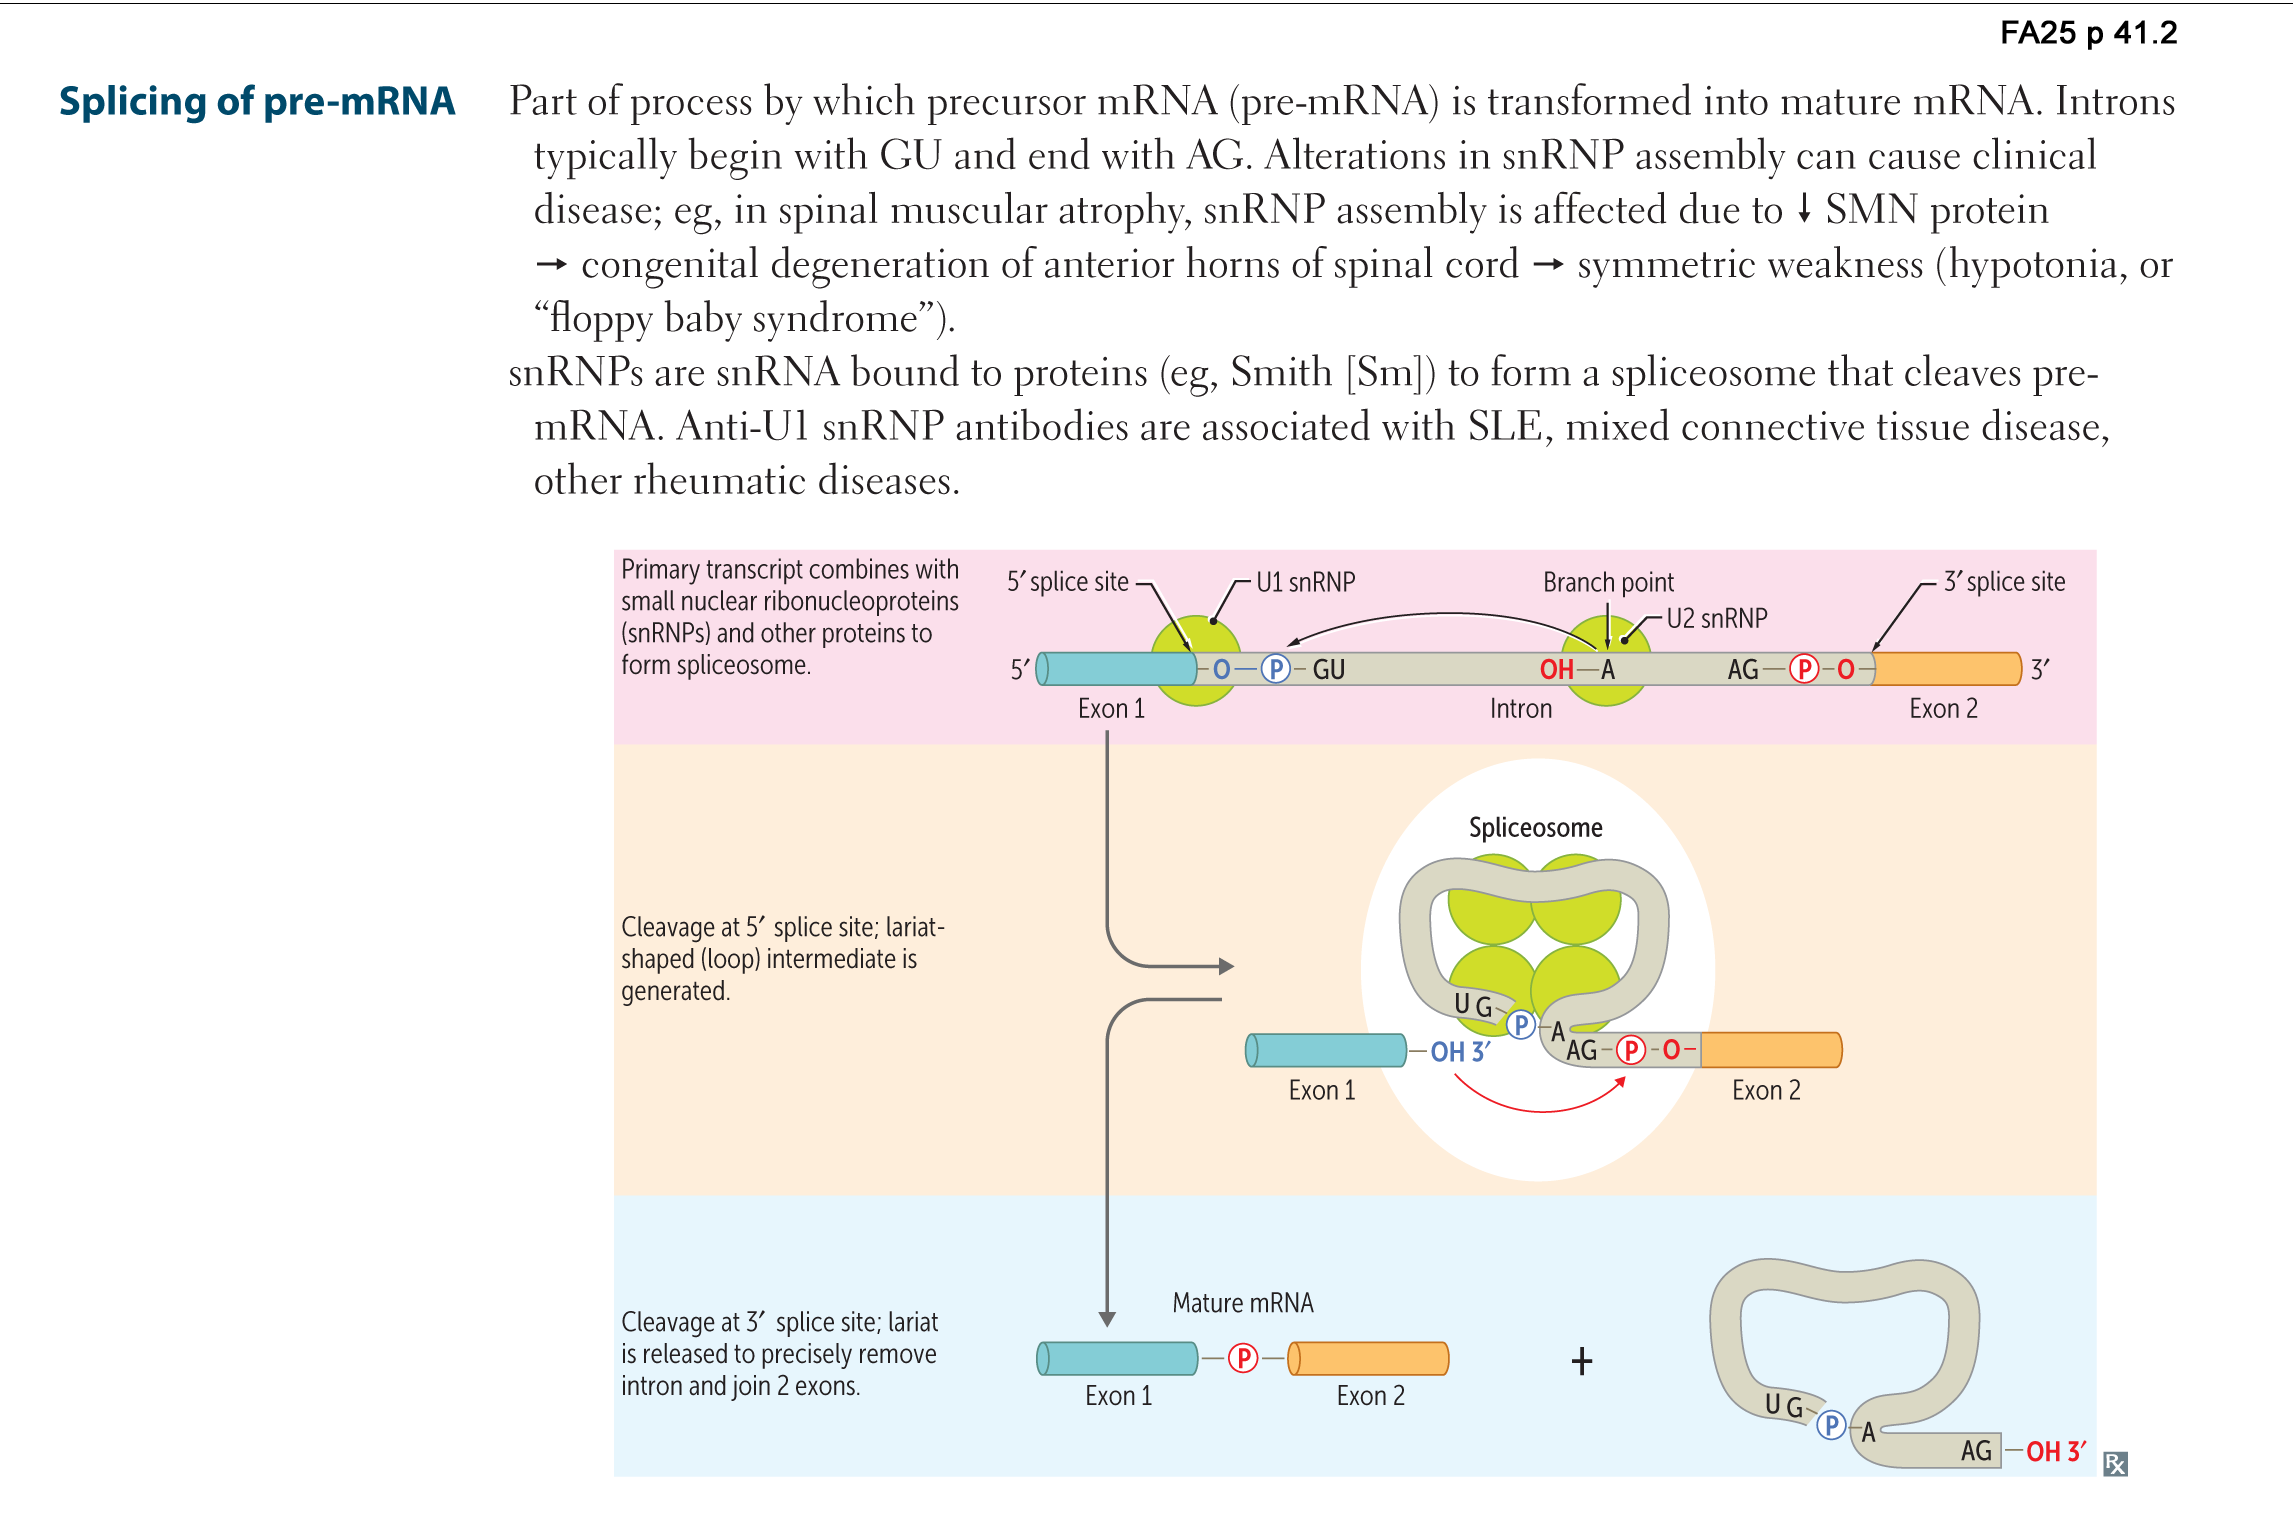 FA25 p 41.2
Splicing of pre-mRNA
Part of process by which precursor mRNA (pre-mRNA) is transformed into mature mRNA. Introns
typically begin with GU and end with AG. Alterations in snRNP assembly can cause clinical
disease; eg, in spinal muscular atrophy, snRNP assembly is affected due to ↓ SMN protein
→ congenital degeneration of anterior horns of spinal cord → symmetric weakness (hypotonia, or
“floppy baby syndrome”).
snRNPs are snRNA bound to proteins (eg, Smith [Sm]) to form a spliceosome that cleaves pre-
mRNA. Anti-U1 snRNP antibodies are associated with SLE, mixed connective tissue disease,
other rheumatic diseases.
Primary transcript combines with
small nuclear ribonucleoproteins
(snRNPs) and other proteins to
form spliceosome.
5′ splice site
U1 snRNP
Branch point
U2 snRNP
3′ splice site
5′
O P GU
OH A
AG P O
3′
Exon 1
Intron
Exon 2
Cleavage at 5′ splice site; lariat-
shaped (loop) intermediate is
generated.
Spliceosome
U G P A
OH 3′
AG P O
Exon 1
Exon 2
Cleavage at 3′ splice site; lariat
is released to precisely remove
intron and join 2 exons.
Mature mRNA
P
Exon 1
Exon 2
+
U G P A
AG OH 3′
Rx